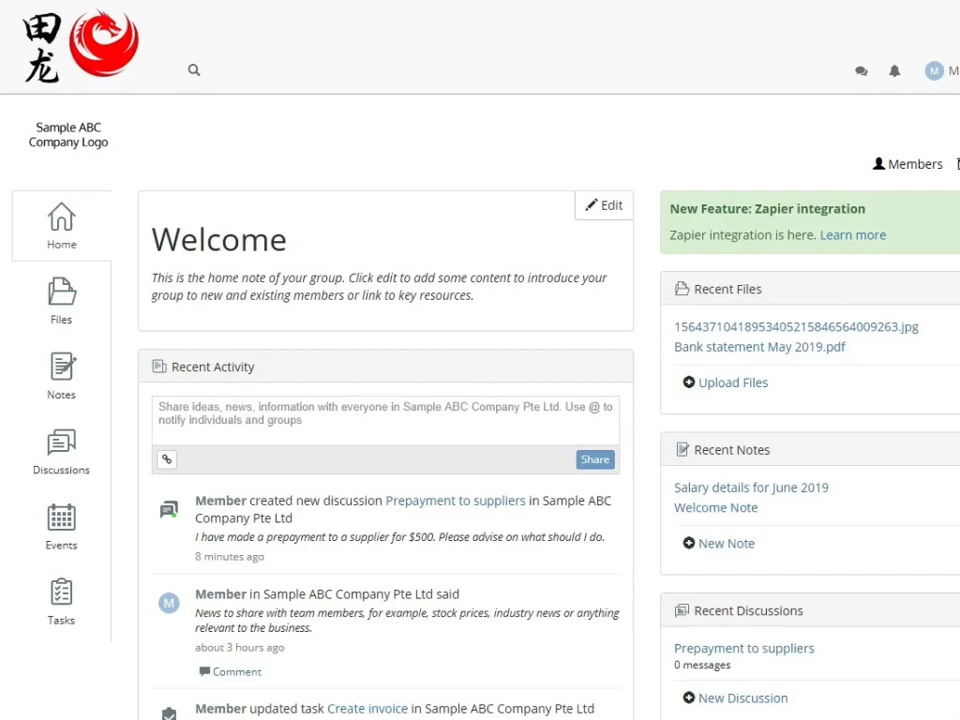 田
龙
M
M
Sample ABC
Company Logo
Members
Home
Files
Notes
Discussions
Events
Tasks
Edit
Welcome
This is the home note of your group. Click edit to add some content to introduce your
group to new and existing members or link to key resources.
Recent Activity
Share ideas, news, information with everyone in Sample ABC Company Pte Ltd. Use @ to
notify individuals and groups
Share
Member created new discussion Prepayment to suppliers in Sample ABC
Company Pte Ltd
I have made a prepayment to a supplier for $500. Please advise on what should I do.
8 minutes ago
M
Member in Sample ABC Company Pte Ltd said
News to share with team members, for example, stock prices, industry news or anything
relevant to the business.
about 3 hours ago
Comment
Member updated task Create invoice in Sample ABC Company Pte Ltd
New Feature: Zapier integration
Zapier integration is here. Learn more
Recent Files
15643710418953405215846564009263.jpg
Bank statement May 2019.pdf
Upload Files
Recent Notes
Salary details for June 2019
Welcome Note
New Note
Recent Discussions
Prepayment to suppliers
0 messages
New Discussion